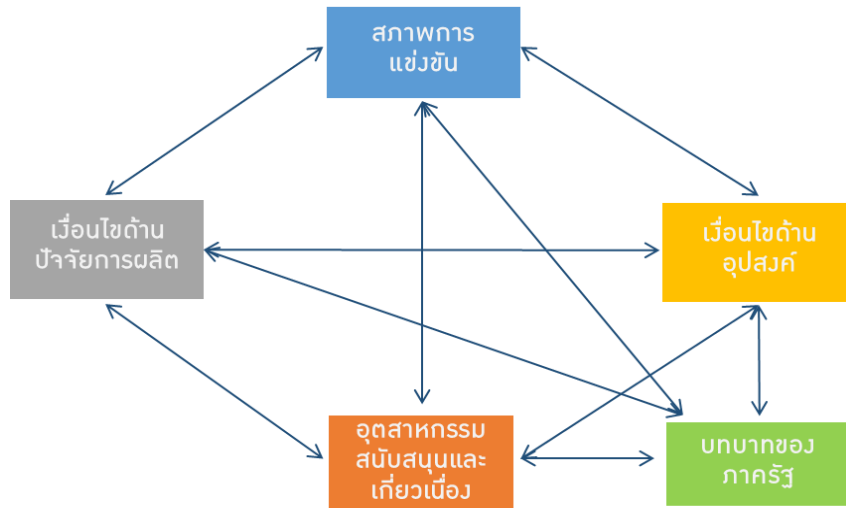 สภาพการ
แข่งขัน
เงื่อนไขด้าน
ปัจจัยการผลิต
เงื่อนไขด้าน
อุปสงค์
อุตสาหกรรม
สนับสนุนและ
เกี่ยวเนื่อง
บทบาทของ
ภาครัฐ